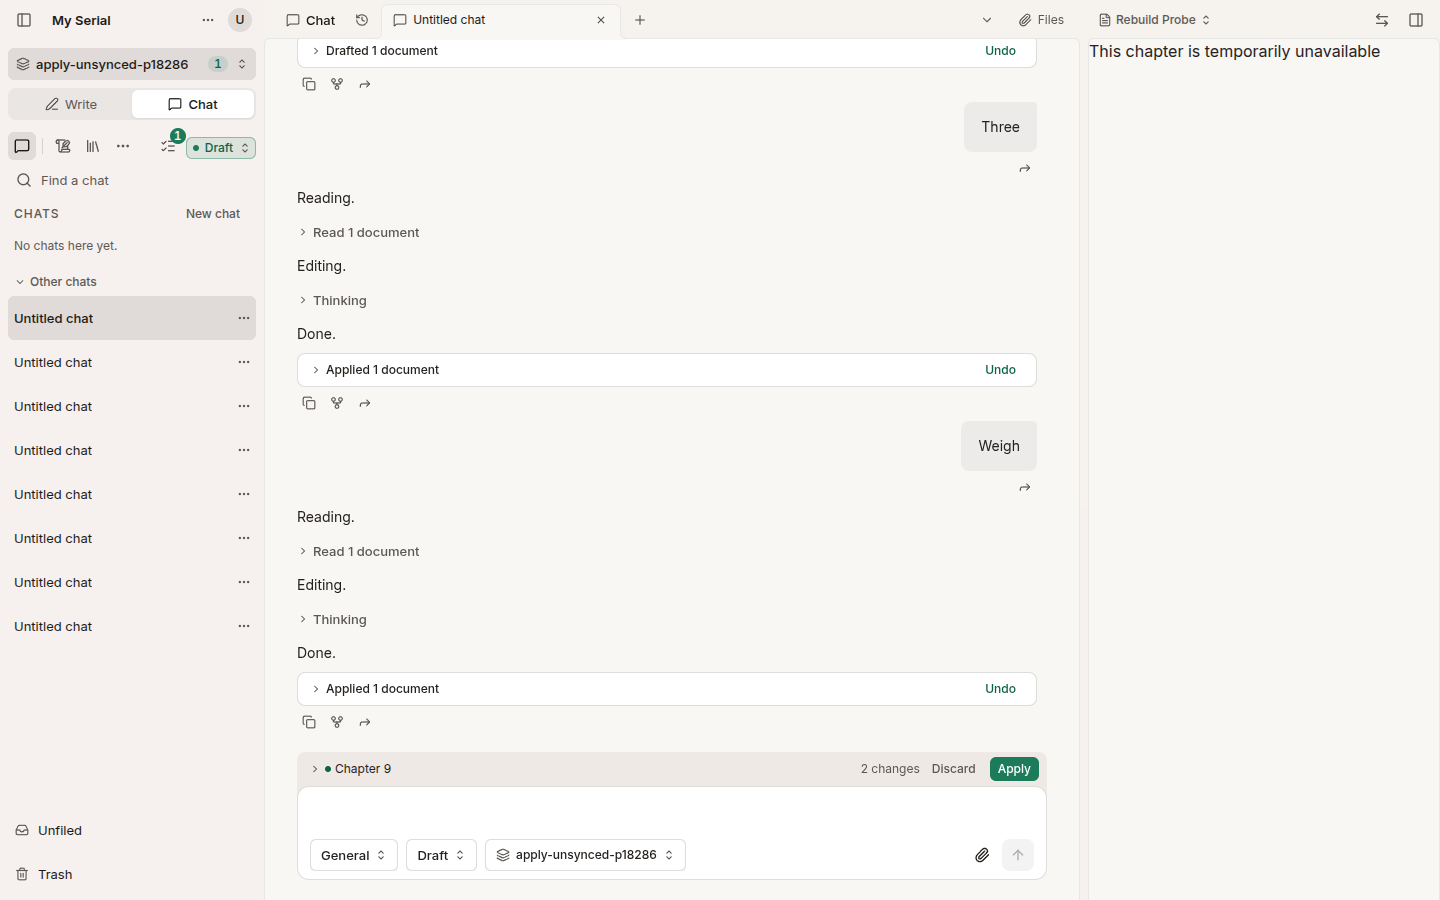 My Serial
U
Chat
Untitled chat
Files
Rebuild Probe
apply-unsynced-p18286
1
Write
Chat
1
Draft
Find a chat
CHATS
New chat
No chats here yet.
Other chats
Untitled chat
Untitled chat
Untitled chat
Untitled chat
Untitled chat
Untitled chat
Untitled chat
Untitled chat
Unfiled
Trash
Drafted 1 document
Undo
Three
Reading.
Read 1 document
Editing.
Thinking
Done.
Applied 1 document
Undo
Weigh
Reading.
Read 1 document
Editing.
Thinking
Done.
Applied 1 document
Undo
Chapter 9
2 changes
Discard
Apply
General
Draft
apply-unsynced-p18286
This chapter is temporarily unavailable